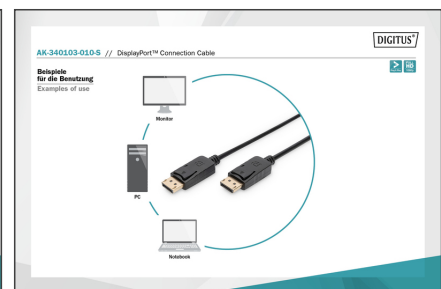 DIGITUS®
AK-340103-010-S // DisplayPort™ Connection Cable
Beispiele
für die Benutzung
Examples of use
Monitor
PC
Notebook